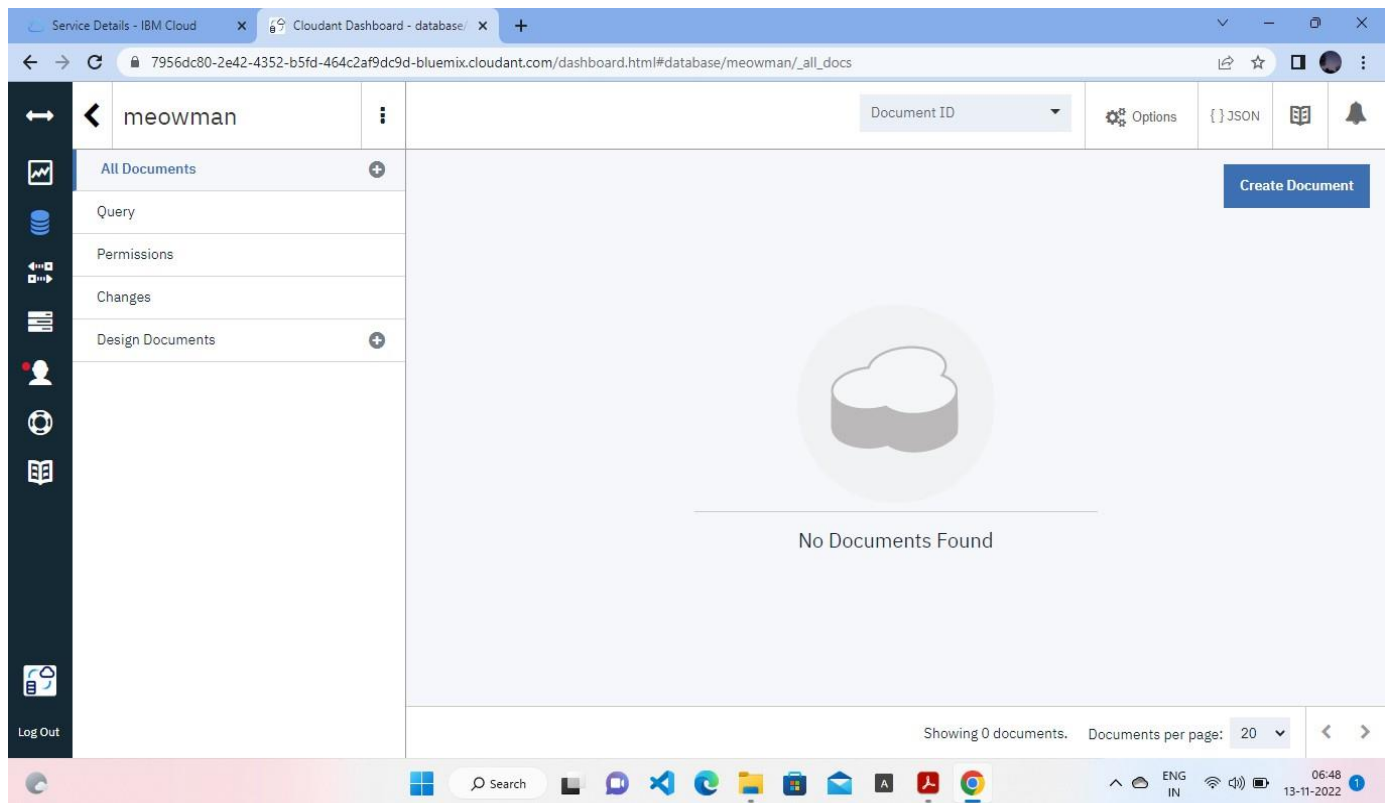 Service Details - IBM Cloud
Cloudant Dashboard - database/
7956dc80-2e42-4352-b5fd-464c2af9dc9d-bluemix.cloudant.com/dashboard.html#database/meowman/_all_docs
meowman
Document ID
Options
{ } JSON
All Documents
Create Document
Query
Permissions
Changes
Design Documents
No Documents Found
Log Out
Showing 0 documents. Documents per page: 20
Search
A
ENG
IN
06:48
13-11-2022
1